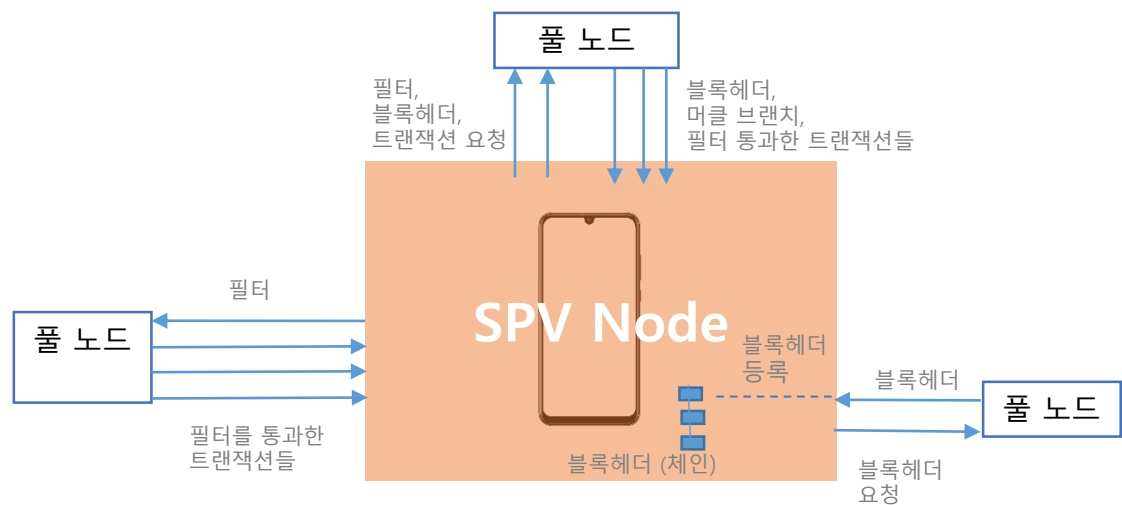 풀 노드
필터,
블록헤더,
트랜잭션 요청
블록헤더,
머클 브랜치,
필터 통과한 트랜잭션들
필터
풀 노드
필터를 통과한
트랜잭션들
SPV Node
블록헤더
등록
블록헤더 (체인)
블록헤더
풀 노드
블록헤더
요청